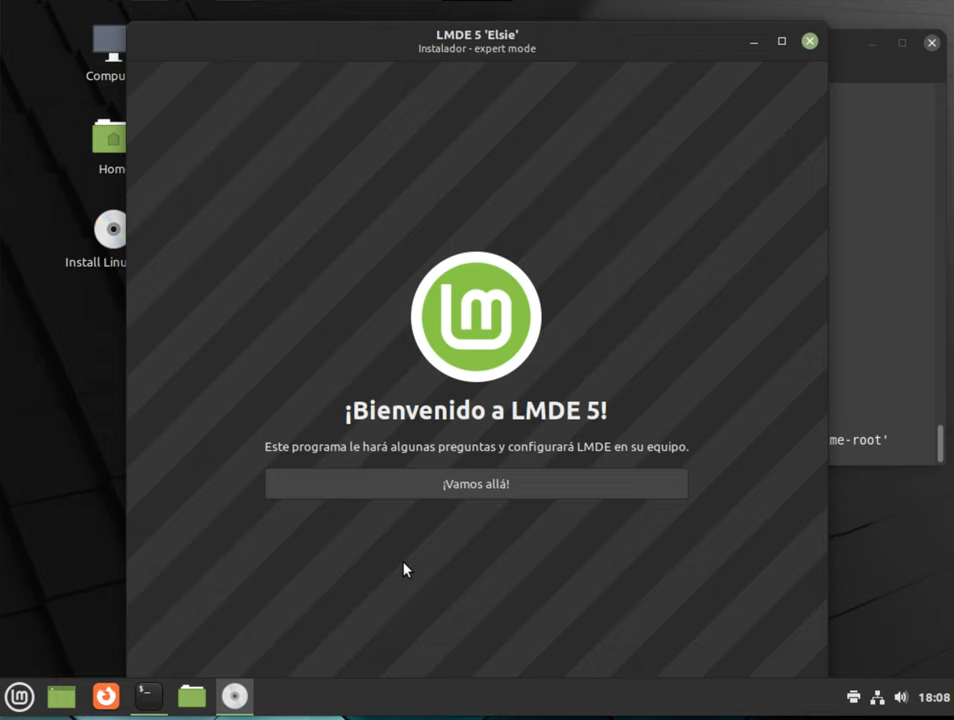 LMDE 5 'Elsie'
Instalador - expert mode
Compu
Hom
Install Linu
¡Bienvenido a LMDE 5!
Este programa le hará algunas preguntas y configurará LMDE en su equipo.
me-root'
¡Vamos allá!
18:08